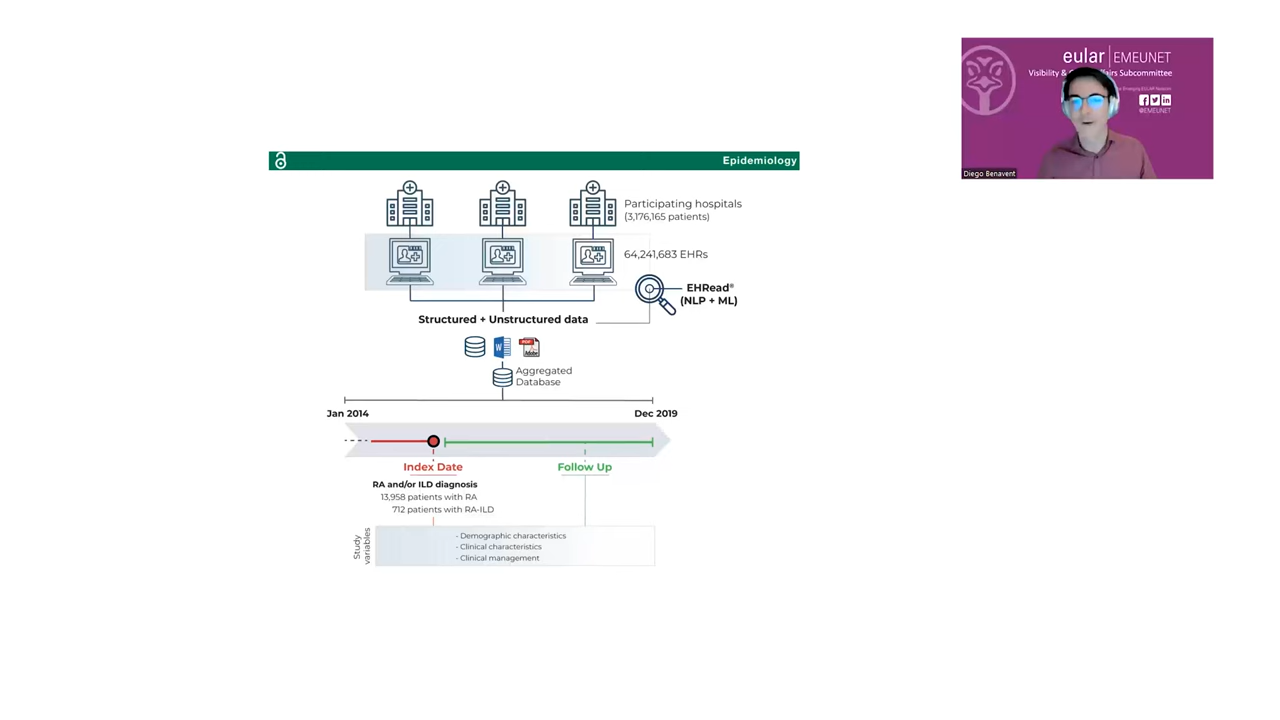 eular | EMEUNET
Visibility & 
Subcommittee
@EMEUNET
Diego Benavent
Epidemiology
Participating hospitals
(3,176,165 patients)
64,241,683 EHRs
EHRead®
(NLP + ML)
Structured + Unstructured data
W
PDF
Adobe
Aggregated
Database
Jan 2014
Dec 2019
Index Date
Follow Up
RA and/or ILD diagnosis
13,958 patients with RA
712 patients with RA-ILD
Study
variables
- Demographic characteristics
- Clinical characteristics
- Clinical management